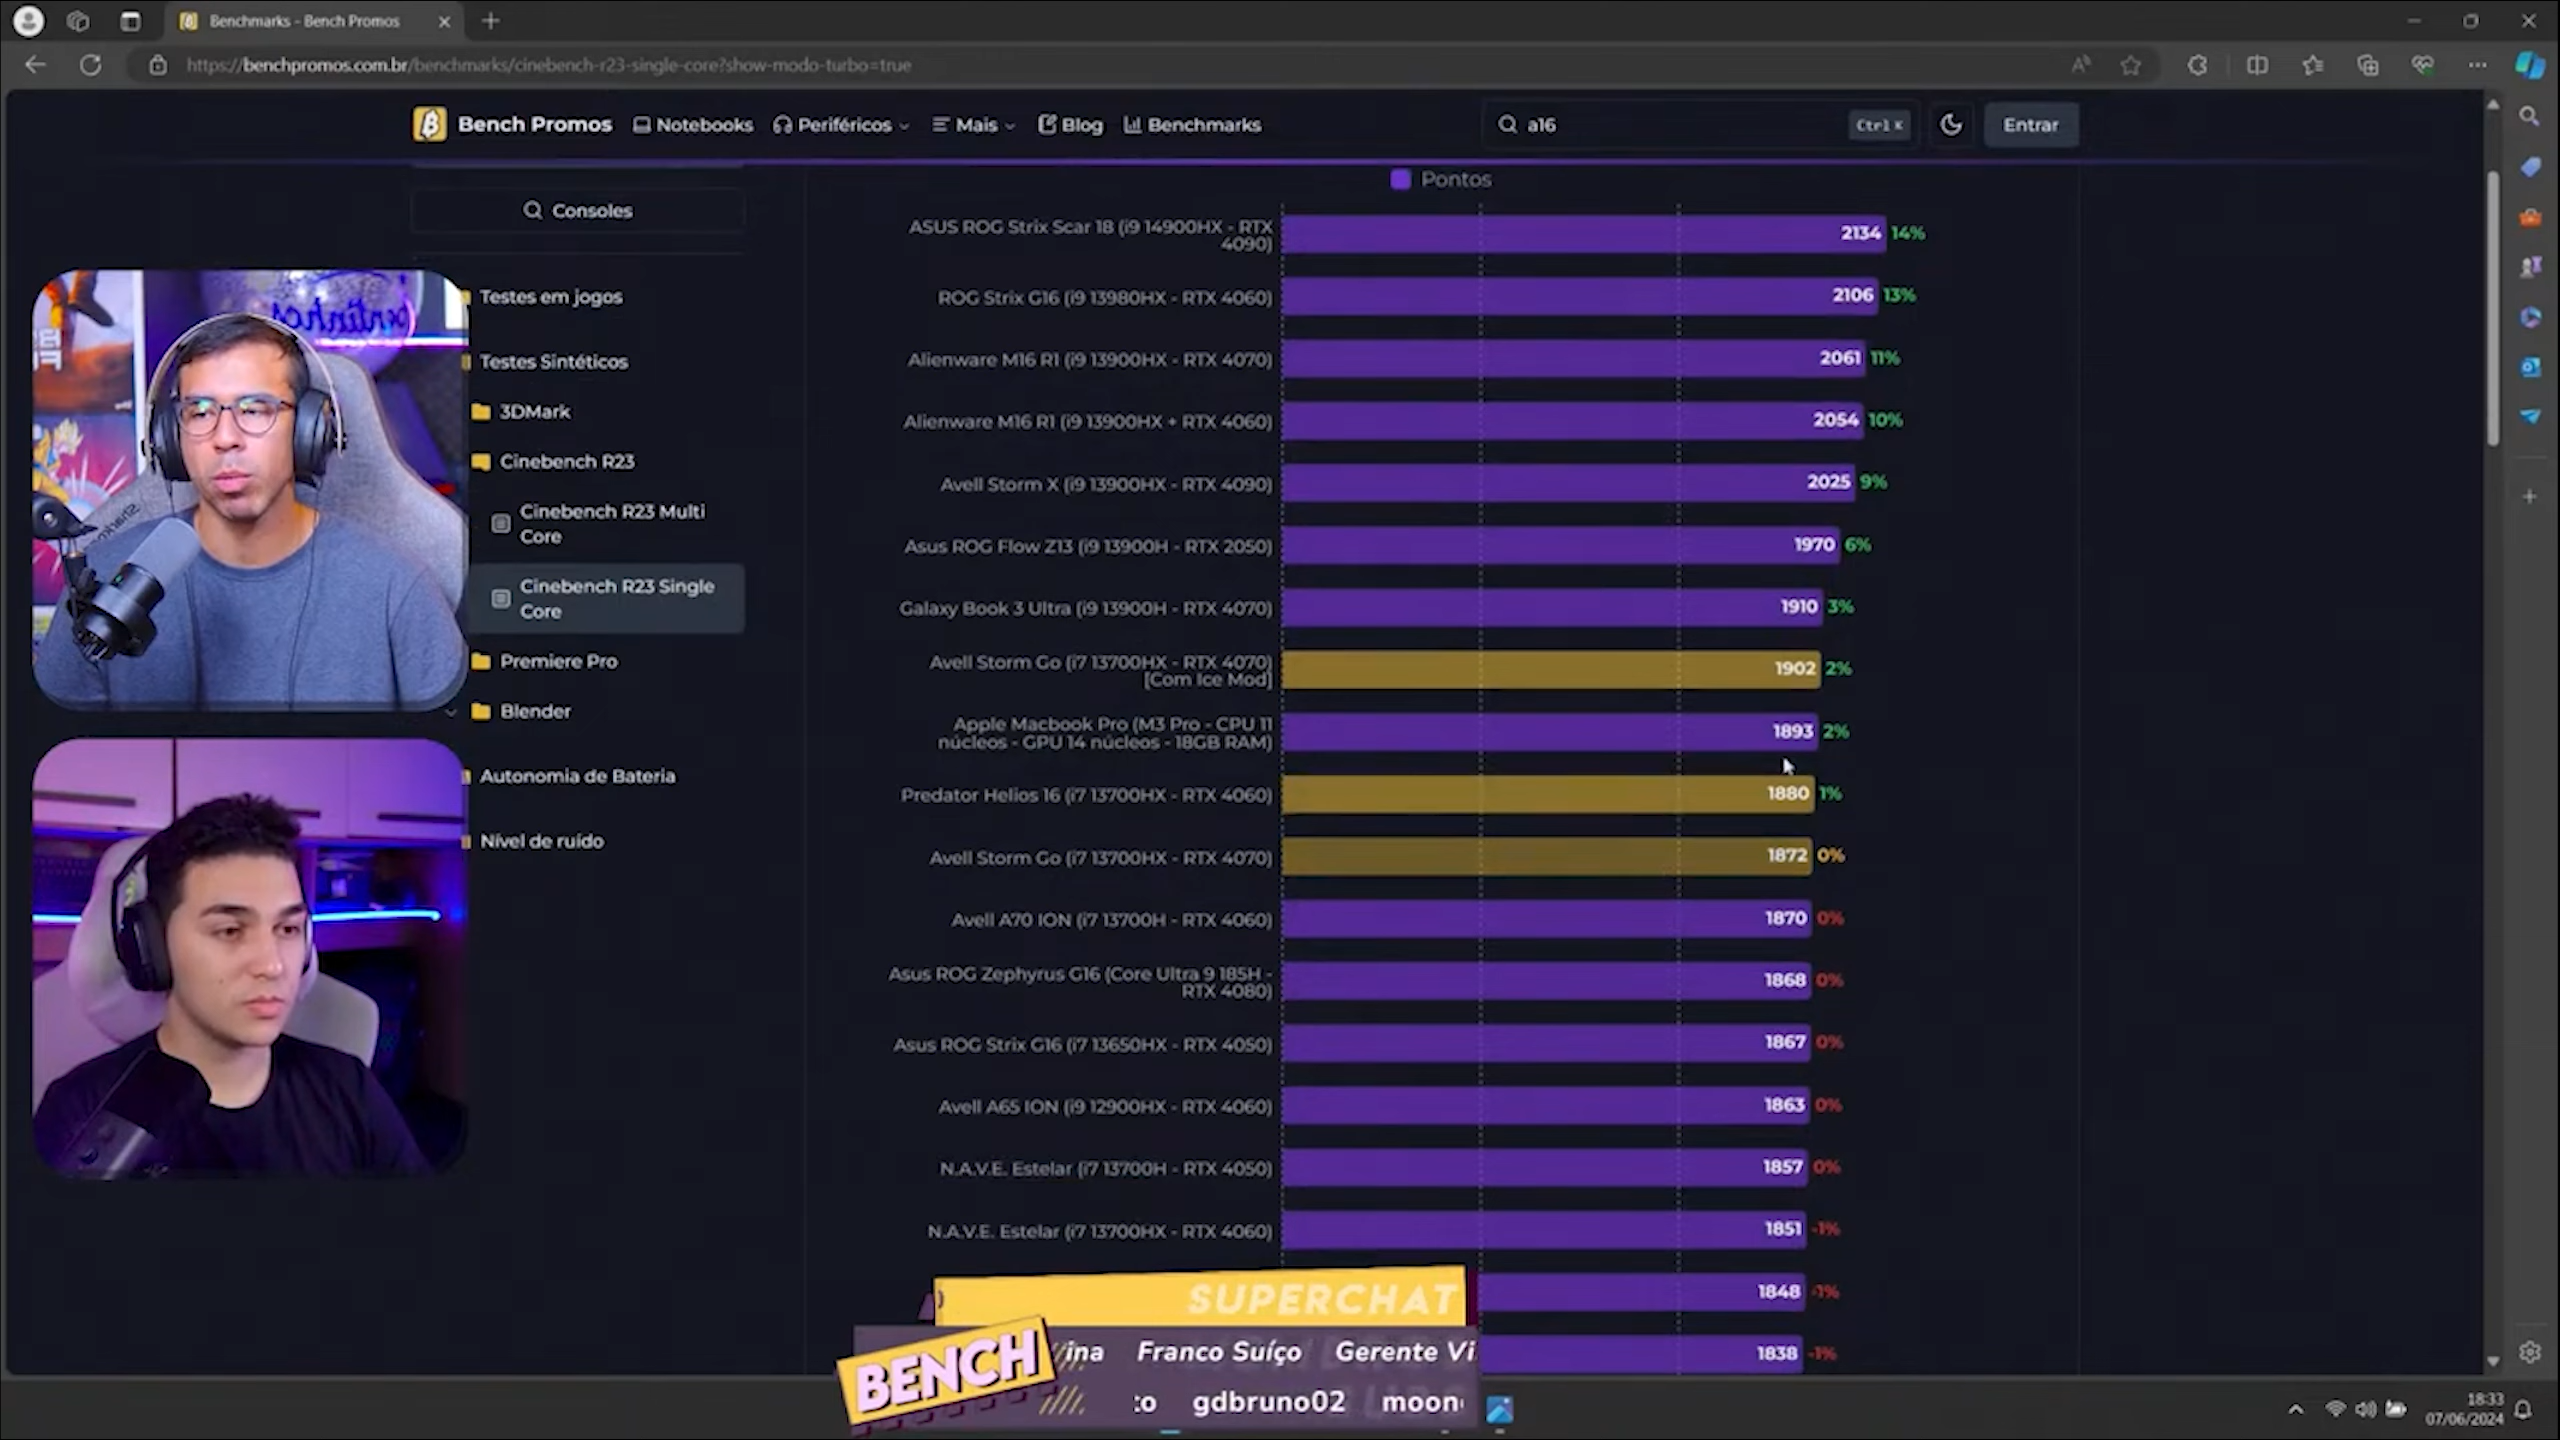 Benchmarks - Bench Promos
https://benchpromos.com.br/benchmarks/cinebench-r23-single-core?show-modo-turbo=true
Bench Promos
Notebooks
Periféricos
Mais
Blog
Benchmarks
a16
Ctrl K
Entrar
Consoles
Testes em jogos
Testes Sintéticos
3DMark
Cinebench R23
Cinebench R23 Multi
Core
Cinebench R23 Single
Core
Premiere Pro
Blender
Autonomia de Bateria
Nível de ruído
Pontos
ASUS ROG Strix Scar 18 (i9 14900HX - RTX
4090)
2134 14%
ROG Strix G16 (i9 13980HX - RTX 4060)
2106 13%
Alienware M16 R1 (i9 13900HX - RTX 4070)
2061 11%
Alienware M16 R1 (i9 13900HX + RTX 4060)
2054 10%
Avell Storm X (i9 13900HX - RTX 4090)
2025 9%
Asus ROG Flow Z13 (i9 13900H - RTX 2050)
1970 6%
Galaxy Book 3 Ultra (i9 13900H - RTX 4070)
1910 3%
Avell Storm Go (i7 13700HX - RTX 4070)
[Com Ice Mod]
1902 2%
Apple Macbook Pro (M3 Pro - CPU 11
núcleos - GPU 14 núcleos - 18GB RAM)
1893 2%
Predator Helios 16 (i7 13700HX - RTX 4060)
1880 1%
Avell Storm Go (i7 13700HX - RTX 4070)
1872 0%
Avell A70 ION (i7 13700H - RTX 4060)
1870 0%
Asus ROG Zephyrus G16 (Core Ultra 9 185H -
RTX 4080)
1868 0%
Asus ROG Strix G16 (i7 13650HX - RTX 4050)
1867 0%
Avell A65 ION (i9 12900HX - RTX 4060)
1863 0%
N.A.V.E. Estelar (i7 13700H - RTX 4050)
1857 0%
N.A.V.E. Estelar (i7 13700HX - RTX 4060)
1851 -1%
1848 -1%
1838 -1%
SUPERCHAT
BENCH
ina Franco Suíço Gerente Vi
to gdbruno02 moon
18:33
07/06/2024